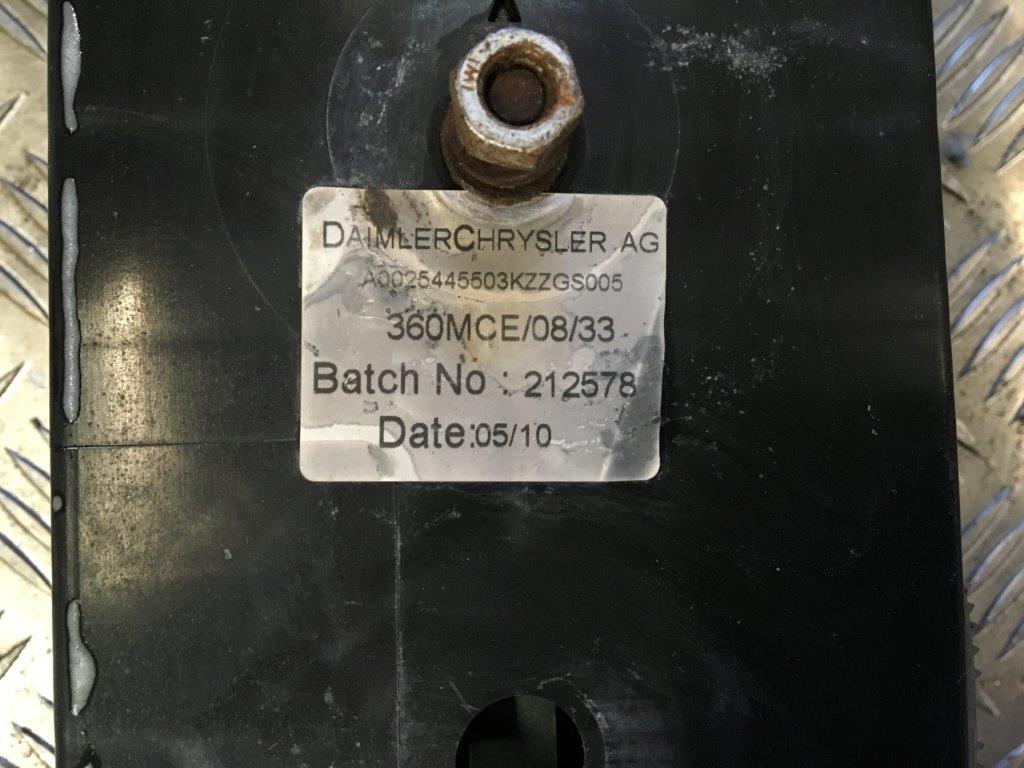 DAIMLERCHRYSLER AG
A0025445503KZZGS005
360MCE/08/33
Batch No : 212578
Date:05/10